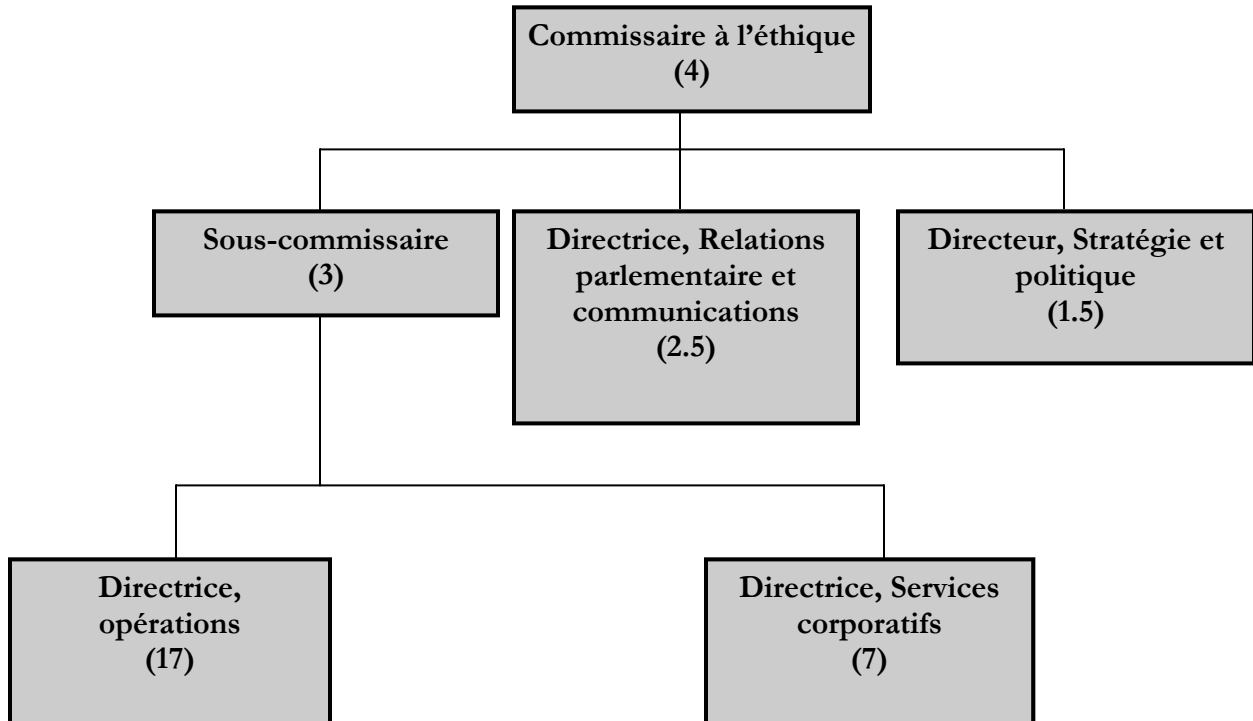 Commissaire à l’éthique
(4)
Sous-commissaire
(3)
Directrice, Relations
parlementaire et
communications
(2.5)
Directeur, Stratégie et
politique
(1.5)
Directrice,
opérations
(17)
Directrice, Services
corporatifs
(7)